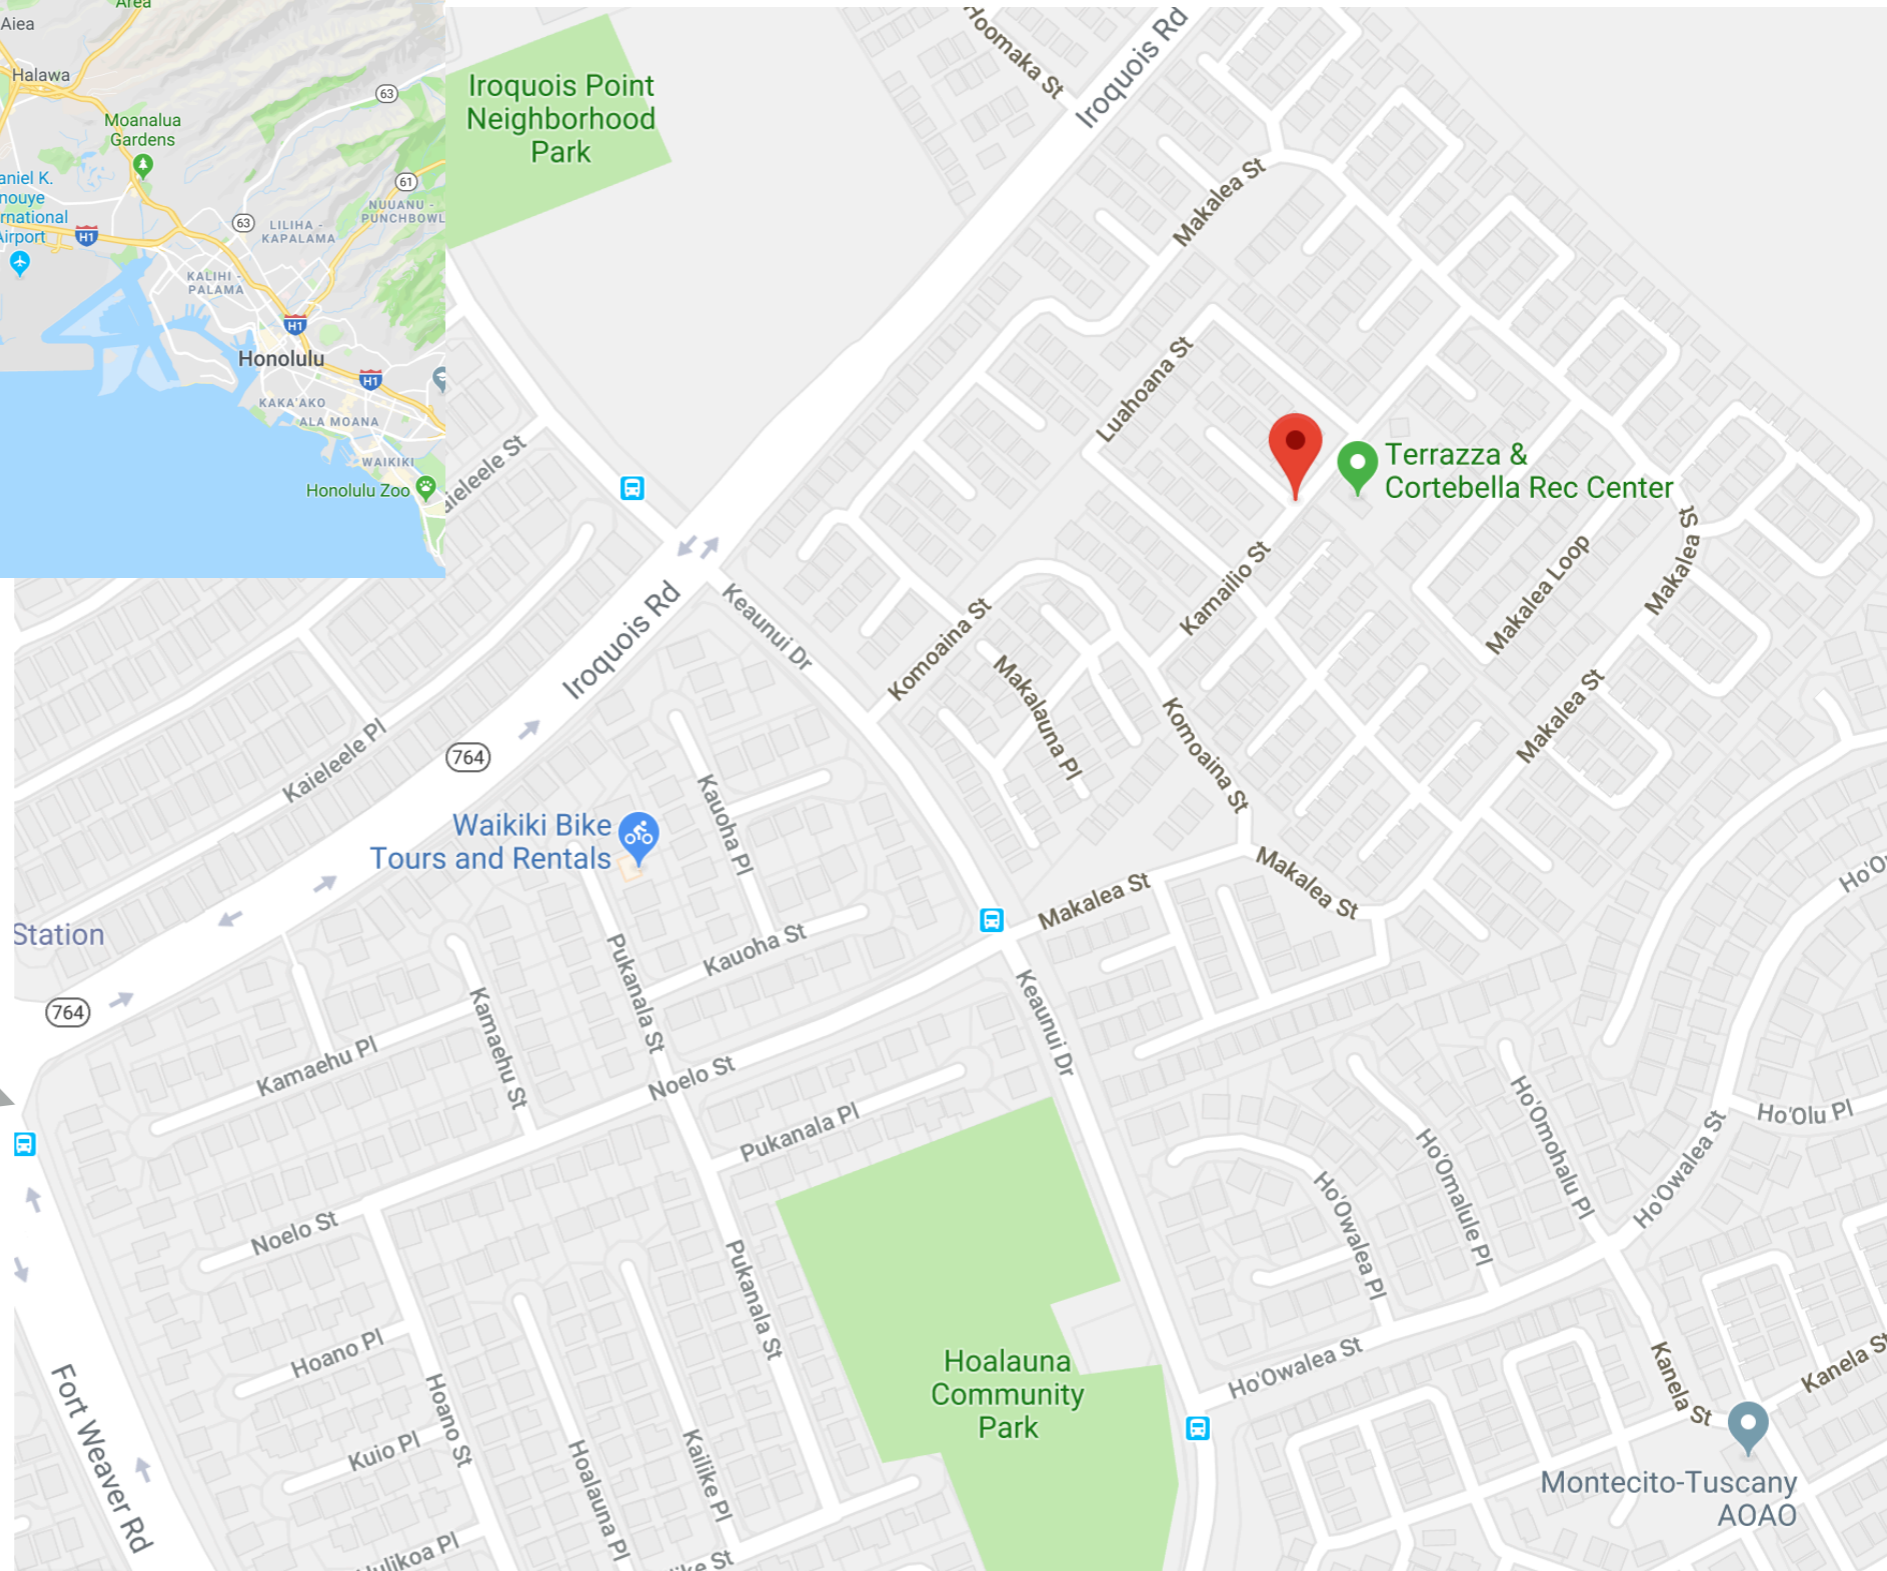 Area
Aiea
Halawa
63
Moanalua
Gardens
61
aniel K.
nouye
rnational
Airport
H1
63
LILIHA -
KAPALAMA
NUUANU -
PUNCHBOWL
KALIHI -
PALAMA
H1
Honolulu
H1
KAKA'AKO
ALA MOANA
WAIKIKI
Honolulu Zoo
Iroquois Point
Neighborhood
Park
Hoomaka St
Iroquois Rd
Makalea St
Luahoana St
Terrazza &
Cortebella Rec Center
aieleele St
Makalea St
Makalea Loop
Kamailio St
Keaunui Dr
Iroquois Rd
Komoaina St
Makalauna Pl
Komoaina St
Makalea St
Kaieleele Pl
764
Waikiki Bike
Tours and Rentals
Kauoha Pl
Makalea St
Makalea St
Kauoha St
Station
764
Pukanala St
Kamaehu St
Kamaehu Pl
Keaunui Dr
Noelo St
Pukanala Pl
Ho'O
Ho'Olu Pl
Ho'Omohalu Pl
Ho'Omalule Pl
Ho'Owalea St
Ho'Owalea Pl
Noelo St
Pukanala St
Hoano Pl
Hoano St
Hoalauna
Community
Park
Ho'Owalea St
Kanela St
Kanela St
Fort Weaver Rd
Kuio Pl
Hoalauna Pl
Kailike Pl
Montecito-Tuscany
AOAO
ulikoa Pl
ike St